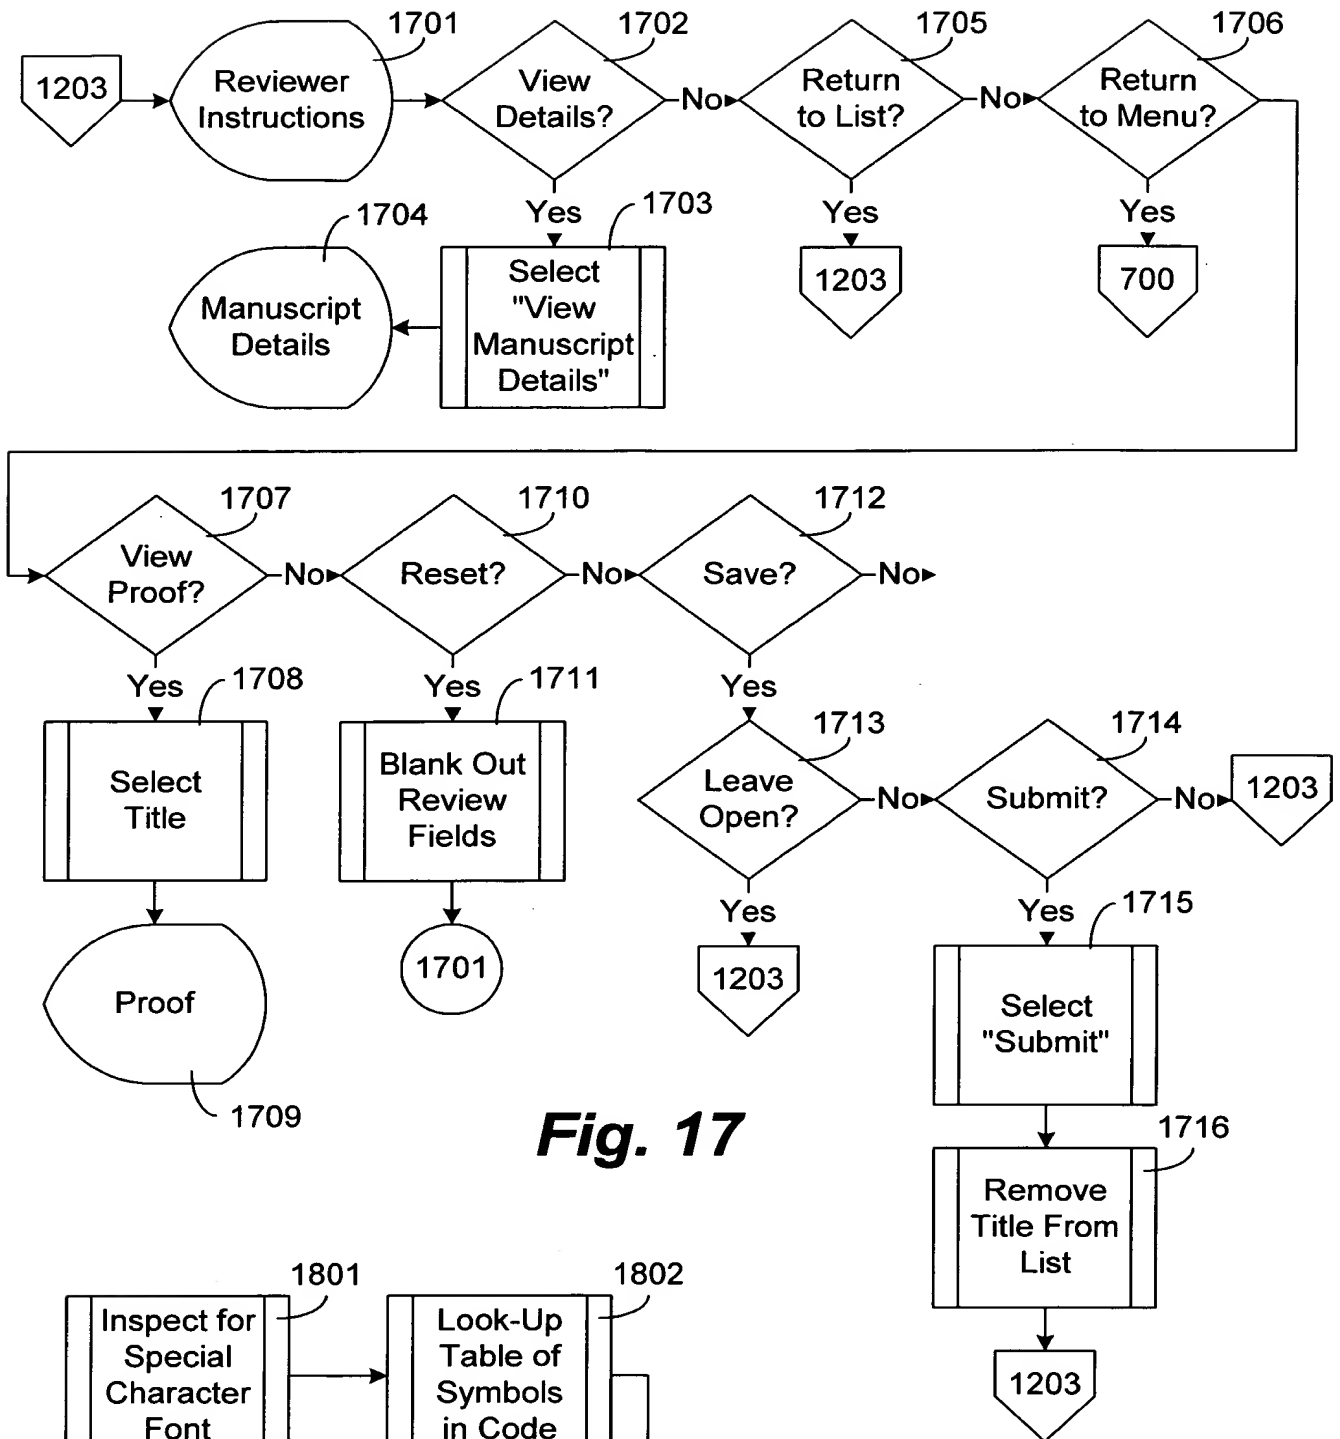 1701
1702
1705
1706
1203
Reviewer
Instructions
View
Details?
No
Return
to List?
No
Return
to Menu?
Yes
Yes
Yes
1704
1703
Manuscript
Details
Select
"View
Manuscript
Details"
1203
700
1707
1710
1712
View
Proof?
No
Reset?
No
Save?
No
Yes
1708
Yes
1711
Yes
1713
1714
Select
Title
Blank Out
Review
Fields
Leave
Open?
No
Submit?
No
1203
Yes
Yes
1715
Proof
1701
1203
Select
"Submit"
1709
Fig. 17
1716
Remove
Title From
List
1203
1801
1802
Inspect for
Special
Character
Font
Look-Up
Table of
Symbols
in Code